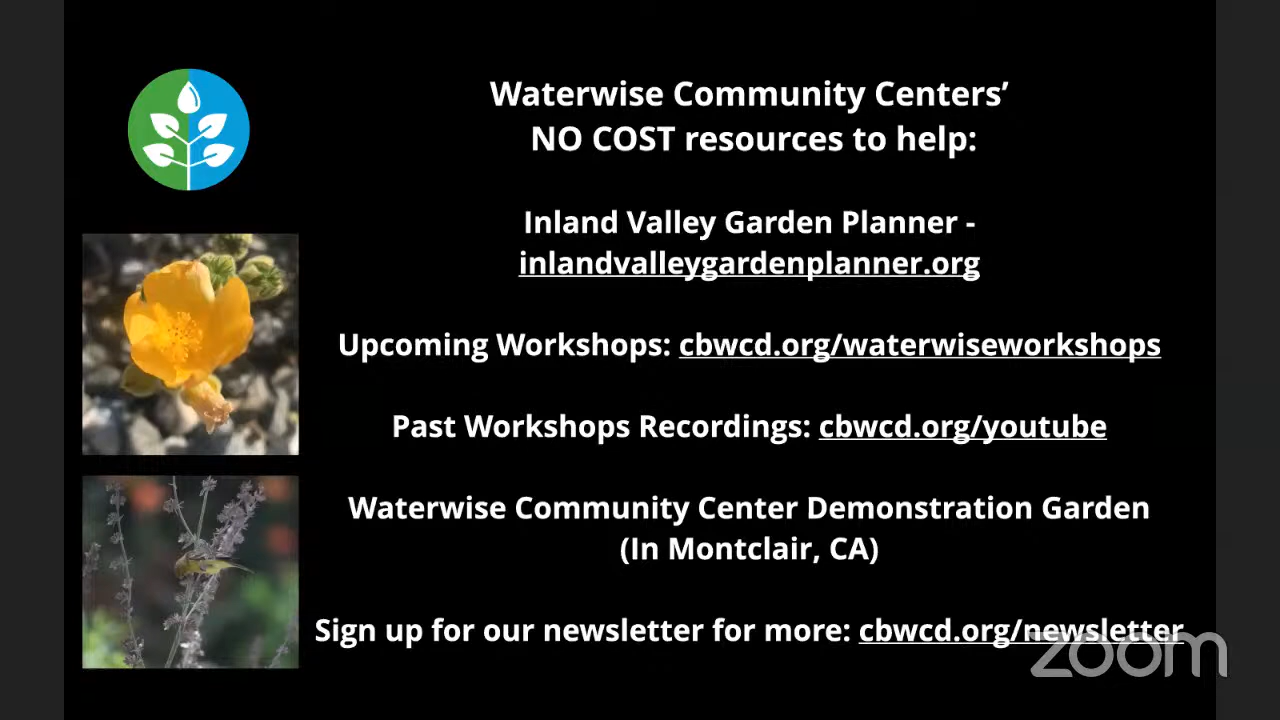 Waterwise Community Centers’
NO COST resources to help:
Inland Valley Garden Planner -
inlandvalleygardenplanner.org
Upcoming Workshops: cbwcd.org/waterwiseworkshops
Past Workshops Recordings: cbwcd.org/youtube
Waterwise Community Center Demonstration Garden
(In Montclair, CA)
Sign up for our newsletter for more: cbwcd.org/newsletter
zoom